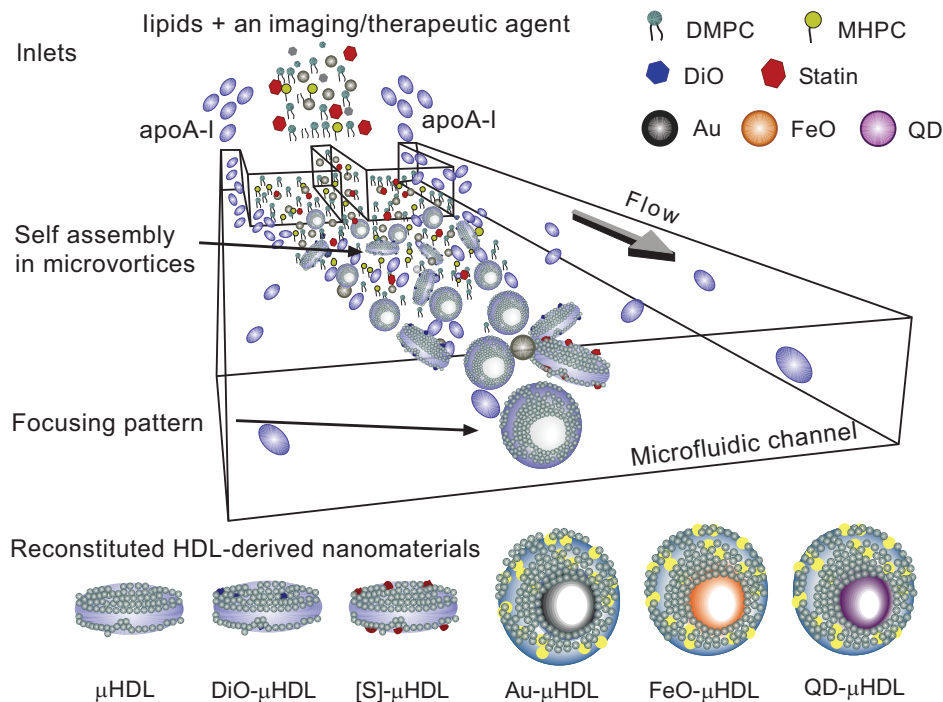 lipids + an imaging/therapeutic agent
Inlets
apoA-I
apoA-I
DMPC
MHPC
DiO
Statin
Au
FeO
QD
Flow
Self assembly
in microvortices
Focusing pattern
Microfluidic channel
Reconstituted HDL-derived nanomaterials
μHDL
DiO-μHDL
[S]-μHDL
Au-μHDL
FeO-μHDL
QD-μHDL